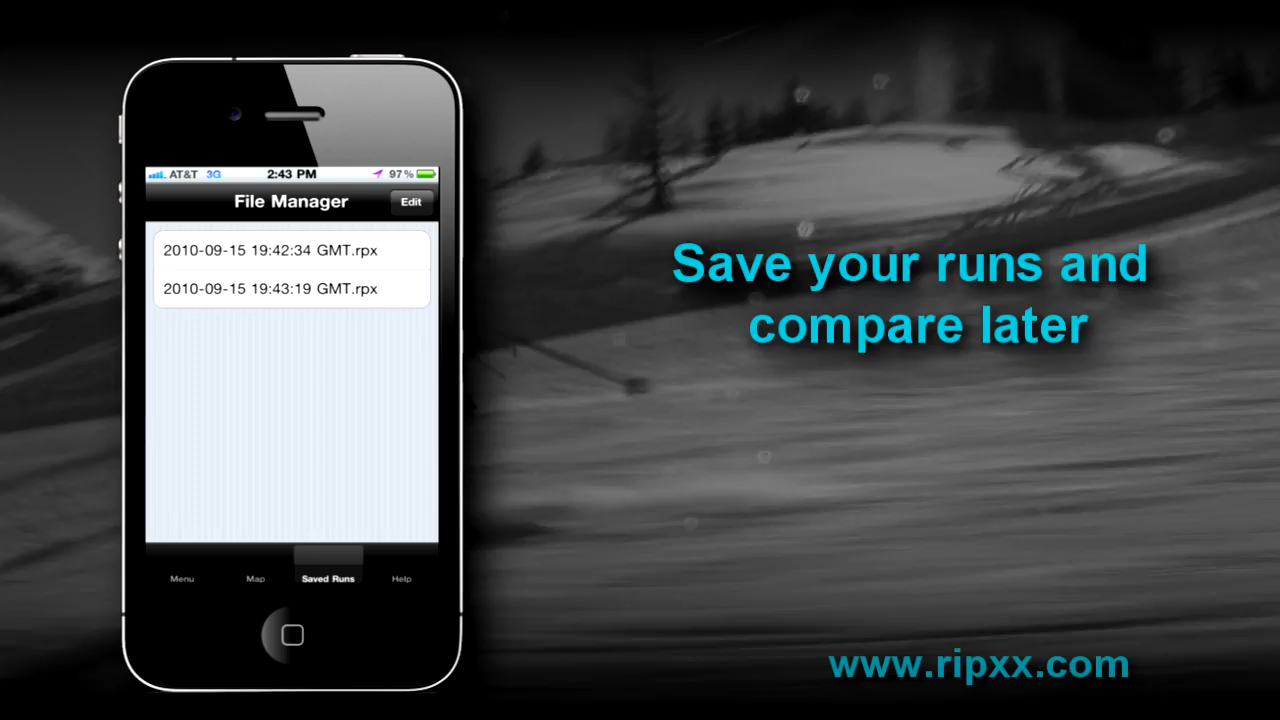 AT&T 3G 2:43 PM 97%
File Manager Edit
2010-09-15 19:42:34 GMT.rpx
2010-09-15 19:43:19 GMT.rpx
Menu Map Saved Runs Help
Save your runs and
compare later
www.ripxx.com